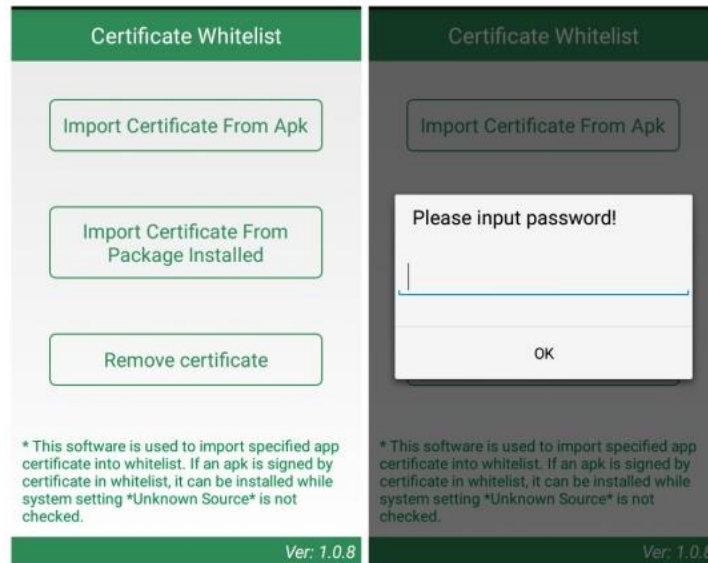 Certificate Whitelist
Import Certificate From Apk
Import Certificate From
Package Installed
Remove certificate
* This software is used to import specified app
certificate into whitelist. If an apk is signed by
certificate in whitelist, it can be installed while
system setting *Unknown Source* is not
checked.
Ver: 1.0.8
Certificate Whitelist
Import Certificate From Apk
Please input password!
OK
* This software is used to import specified app
certificate into whitelist. If an apk is signed by
certificate in whitelist, it can be installed while
system setting *Unknown Source* is not
checked.
Ver: 1.0.8